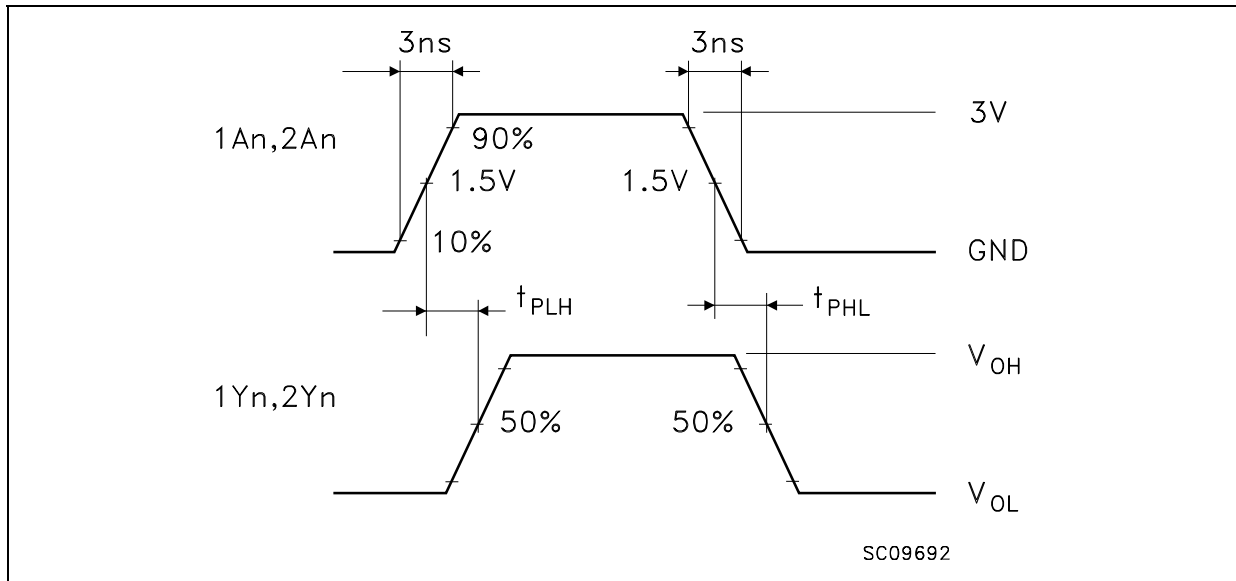 3ns 3ns
3V
1An,2An 90%
1.5V 1.5V
10% GND
tPLH tPHL
VOH
1Yn,2Yn
50% 50%
VOL
SC09692